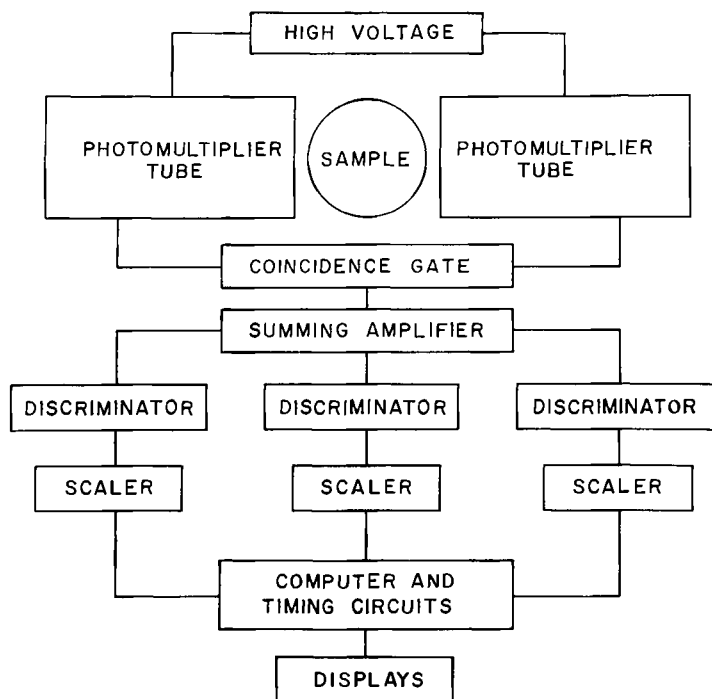 HIGH VOLTAGE
PHOTOMULTIPLIER
TUBE
SAMPLE
PHOTOMULTIPLIER
TUBE
COINCIDENCE GATE
SUMMING AMPLIFIER
DISCRIMINATOR
DISCRIMINATOR
DISCRIMINATOR
SCALER
SCALER
SCALER
COMPUTER AND
TIMING CIRCUITS
DISPLAYS